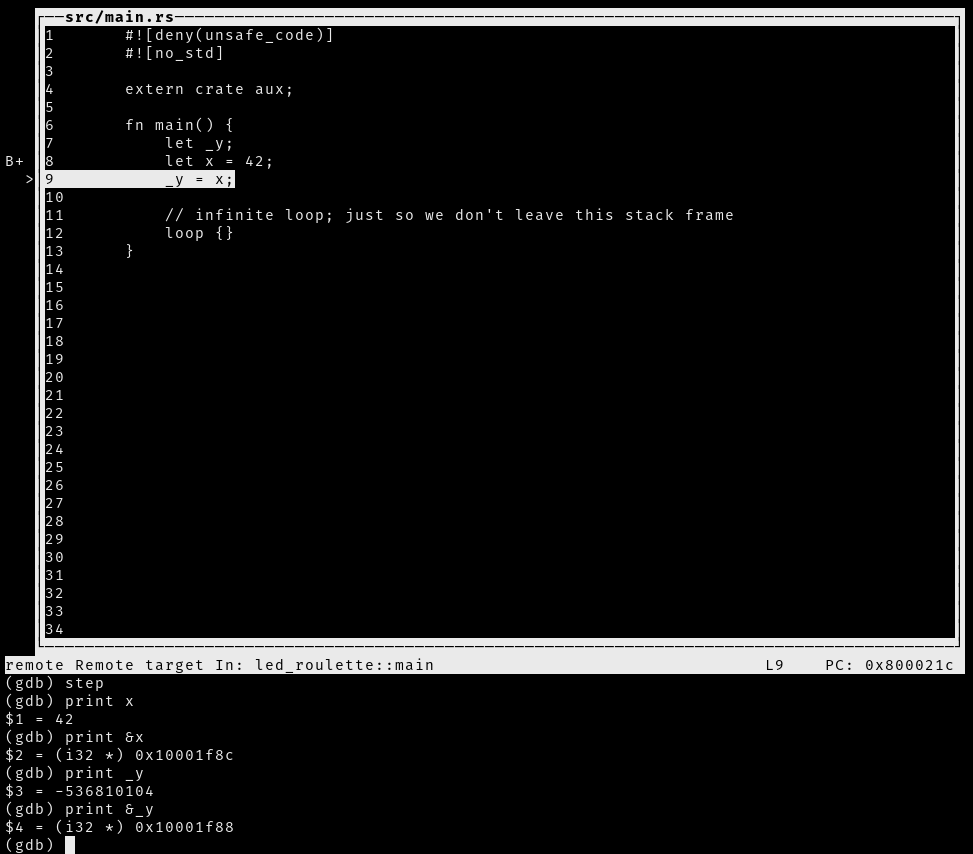 src/main.rs
1 #![deny(unsafe_code)]
2 #![no_std]
3
4 extern crate aux;
5
6 fn main() {
7 let _y;
B+ 8 let x = 42;
> 9 _y = x;
10
11 // infinite loop; just so we don't leave this stack frame
12 loop {}
13 }
14
15
16
17
18
19
20
21
22
23
24
25
26
27
28
29
30
31
32
33
34
remote Remote target In: led_roulette::main L9 PC: 0x800021c
(gdb) step
(gdb) print x
$1 = 42
(gdb) print &x
$2 = (i32 *) 0x10001f8c
(gdb) print _y
$3 = -536810104
(gdb) print &_y
$4 = (i32 *) 0x10001f88
(gdb)